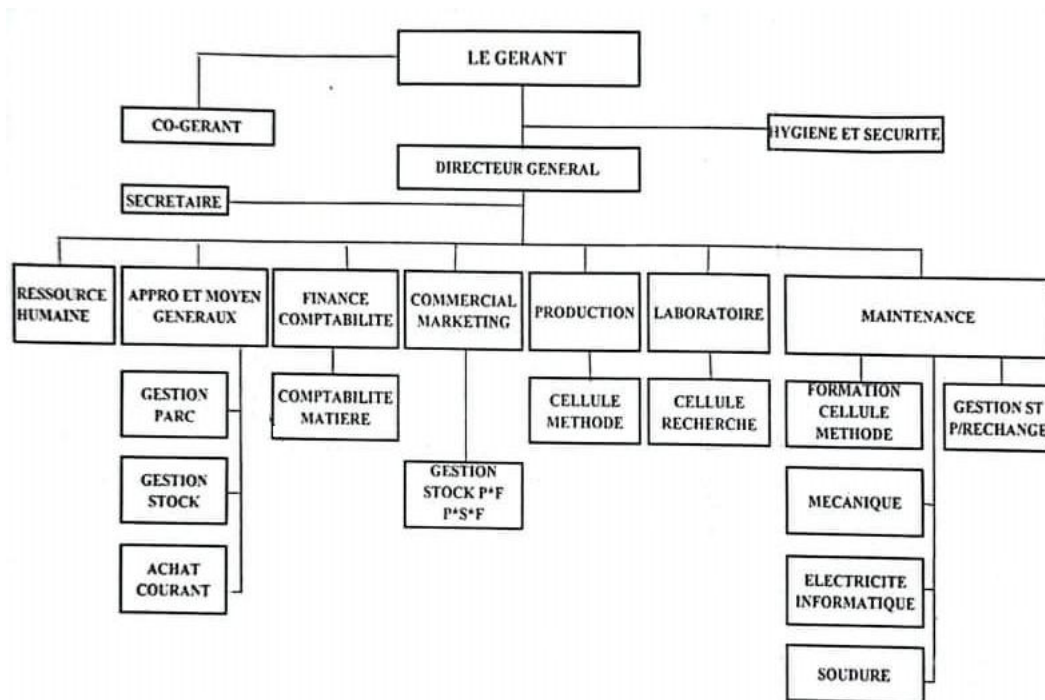 LE GERANT
CO-GERANT
HYGIENE ET SECURITE
DIRECTEUR GENERAL
SECRETAIRE
RESSOURCE
HUMAINE
APPRO ET MOYEN
GENERAUX
FINANCE
COMPTABILITE
COMMERCIAL
MARKETING
PRODUCTION
LABORATOIRE
MAINTENANCE
GESTION
PARC
COMPTABILITE
MATIERE
CELLULE
METHODE
CELLULE
RECHERCHE
FORMATION
CELLULE
METHODE
GESTION ST
P/RECHANGE
GESTION
STOCK
GESTION
STOCK P*F
P*S*F
MECANIQUE
ACHAT
COURANT
ELECTRICITE
INFORMATIQUE
SOUDURE